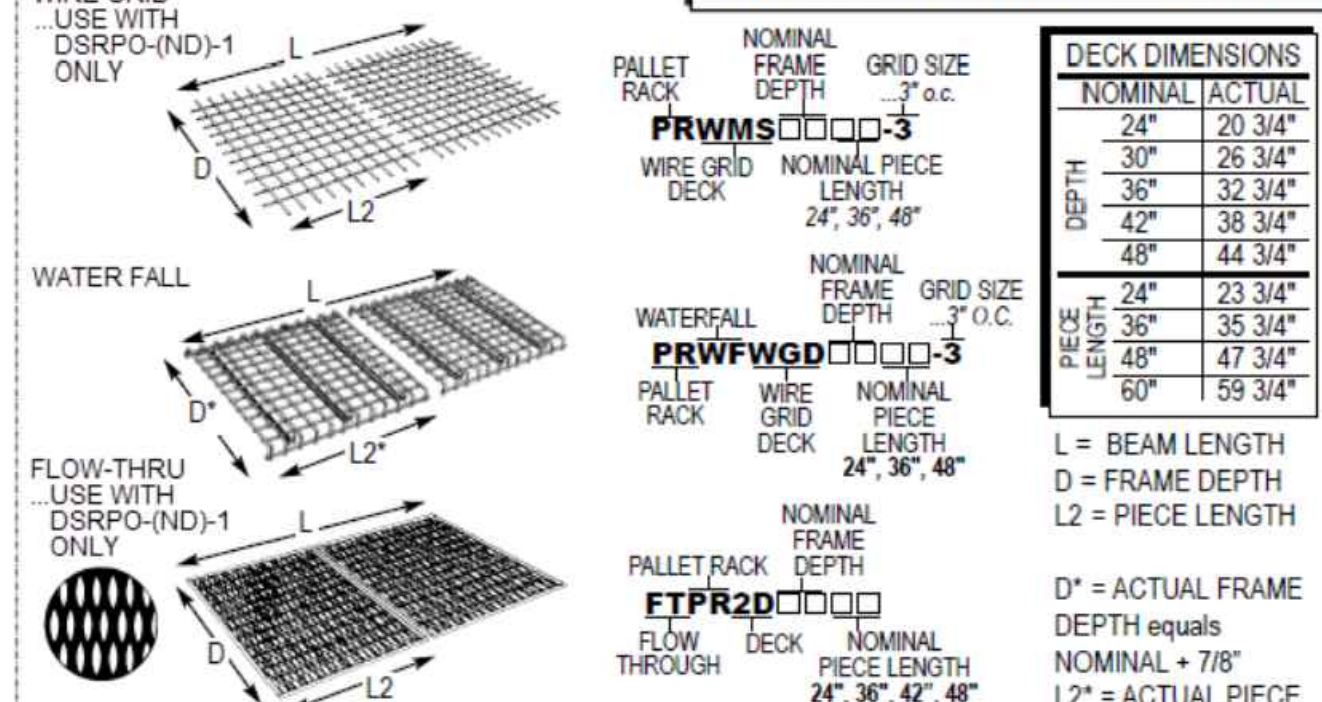 ...USE WITH
DSRPO-(ND)-1
ONLY
L
D
L2
NOMINAL
PALLET FRAME GRID SIZE
RACK DEPTH ...3" o.c.
PRWMS□□□□-3
WIRE GRID NOMINAL PIECE
DECK LENGTH
24", 36", 48"
WATER FALL
L
D*
L2*
NOMINAL
FRAME GRID SIZE
WATERFALL DEPTH ...3" O.C.
PRWFWGD□□□□-3
PALLET WIRE NOMINAL
RACK GRID PIECE
DECK LENGTH
24", 36", 48"
FLOW-THRU
...USE WITH
DSRPO-(ND)-1
ONLY
L
D
L2
NOMINAL
FRAME
PALLET RACK DEPTH
FTPR2D□□□□
FLOW DECK NOMINAL
THROUGH PIECE LENGTH
24", 36", 42", 48"
DECK DIMENSIONS
NOMINAL ACTUAL
DEPTH
24" 20 3/4"
30" 26 3/4"
36" 32 3/4"
42" 38 3/4"
48" 44 3/4"
PIECE
LENGTH
24" 23 3/4"
36" 35 3/4"
48" 47 3/4"
60" 59 3/4"
L = BEAM LENGTH
D = FRAME DEPTH
L2 = PIECE LENGTH
D* = ACTUAL FRAME
DEPTH equals
NOMINAL + 7/8"
L2* = ACTUAL PIECE